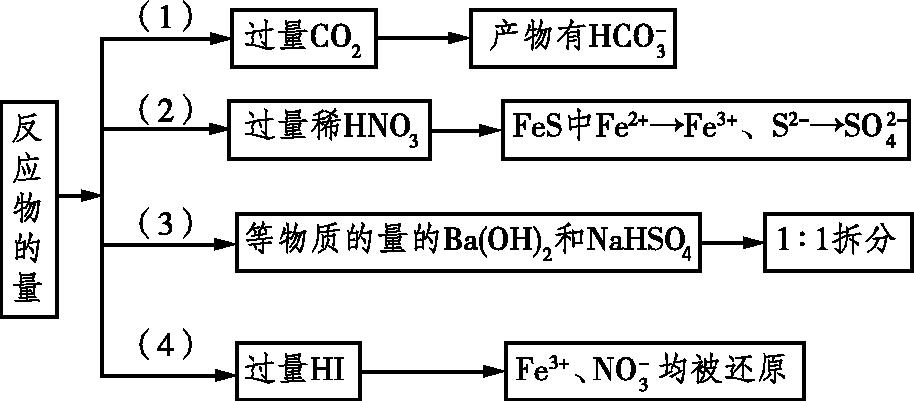 反应物的量
(1)
过量CO₂
产物有HCO₃⁻
(2)
过量稀HNO₃
FeS中Fe²⁺→Fe³⁺、S²⁻→SO₄²⁻
(3)
等物质的量的Ba(OH)₂和NaHSO₄
1∶1拆分
(4)
过量HI
Fe³⁺、NO₃⁻均被还原